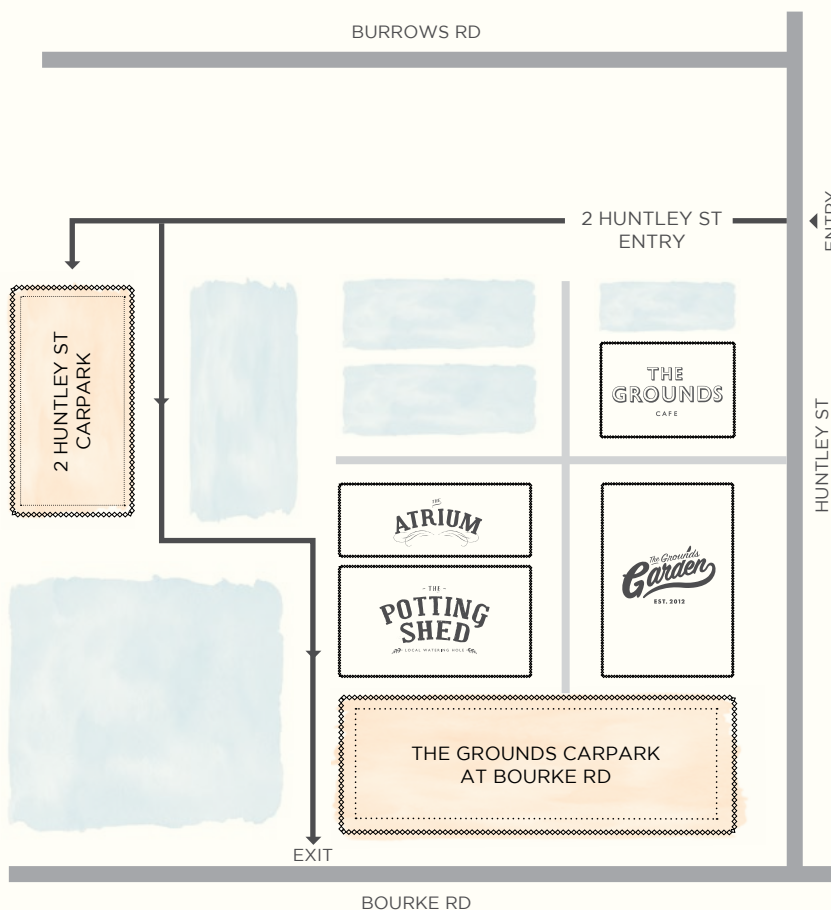 BURROWS RD
2 HUNTLEY ST
ENTRY
ENTRY
2 HUNTLEY ST
CARPARK
THE
GROUNDS
CAFE
HUNTLEY ST
THE
ATRIUM
The Grounds
Garden
EST. 2012
- THE -
POTTING
SHED
LOCAL WATERING HOLE
THE GROUNDS CARPARK
AT BOURKE RD
EXIT
BOURKE RD